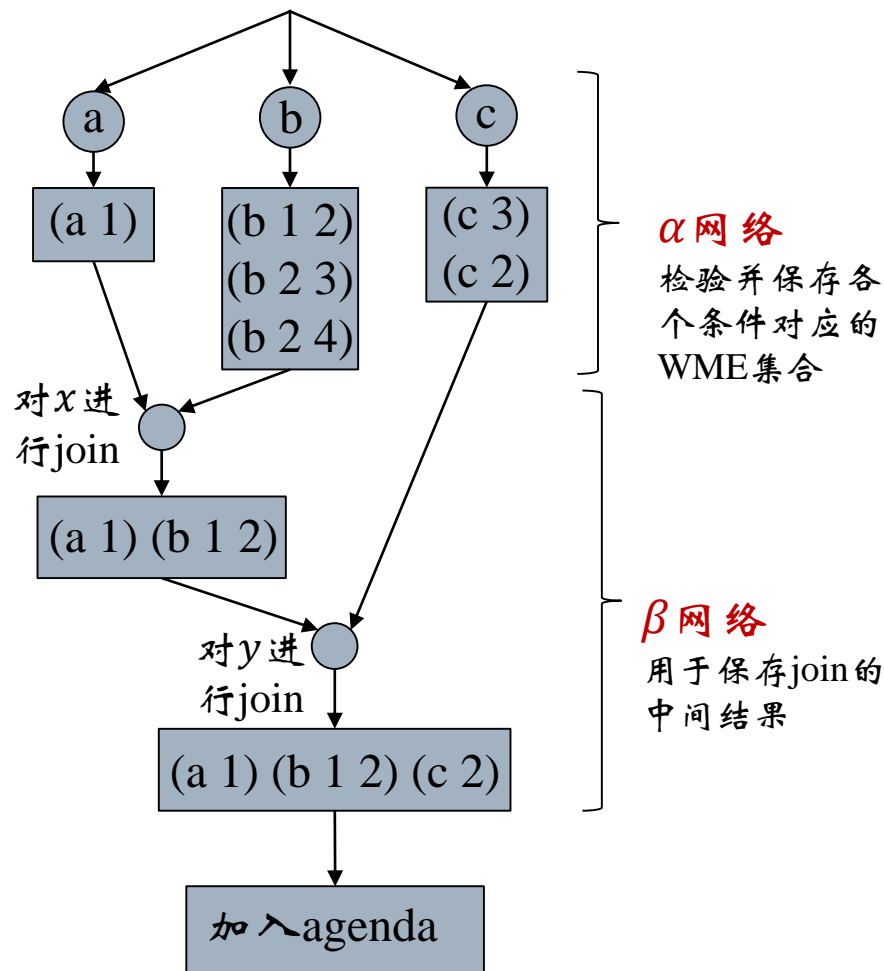 a
b
c
(a 1)
(b 1 2)
(b 2 3)
(b 2 4)
(c 3)
(c 2)
α网络
检验并保存各
个条件对应的
WME集合
对x进
行join
(a 1) (b 1 2)
β网络
用于保存join的
中间结果
对y进
行join
(a 1) (b 1 2) (c 2)
加入agenda